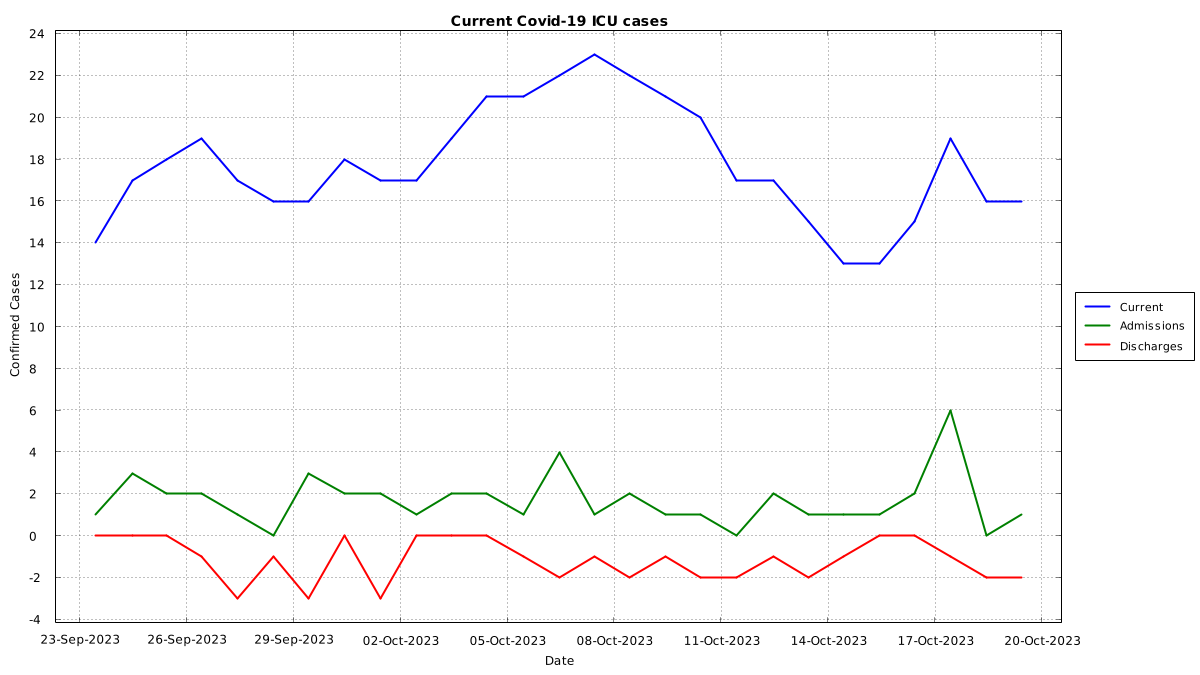 Current Covid-19 ICU cases
24
22
20
18
16
14
12
10
8
6
4
2
0
-2
-4
Confirmed Cases
23-Sep-2023 26-Sep-2023 29-Sep-2023 02-Oct-2023 05-Oct-2023 08-Oct-2023 11-Oct-2023 14-Oct-2023 17-Oct-2023 20-Oct-2023
Date
Current
Admissions
Discharges